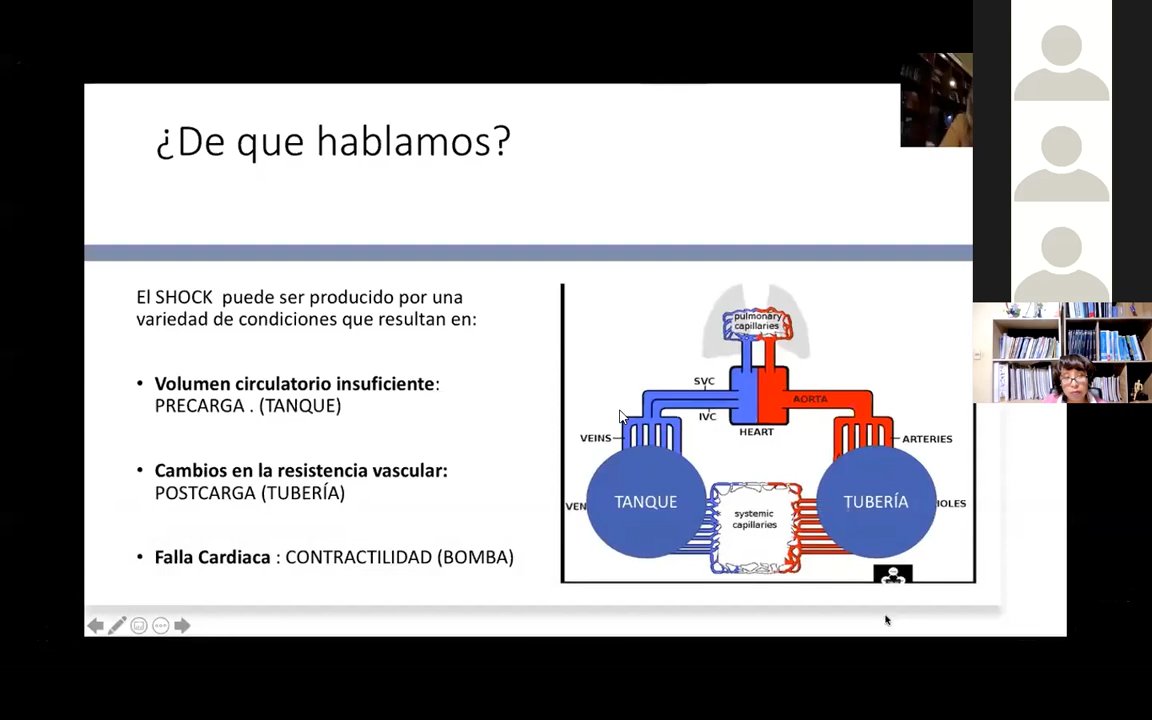 ¿De que hablamos?
El SHOCK  puede ser producido por una
variedad de condiciones que resultan en:
• Volumen circulatorio insuficiente:
PRECARGA . (TANQUE)
• Cambios en la resistencia vascular:
POSTCARGA (TUBERÍA)
• Falla Cardiaca : CONTRACTILIDAD (BOMBA)
pulmonary
capillaries
SVC
AORTA
IVC
HEART
VEINS
ARTERIES
TANQUE
TUBERÍA
VEN
IOLES
systemic
capillaries